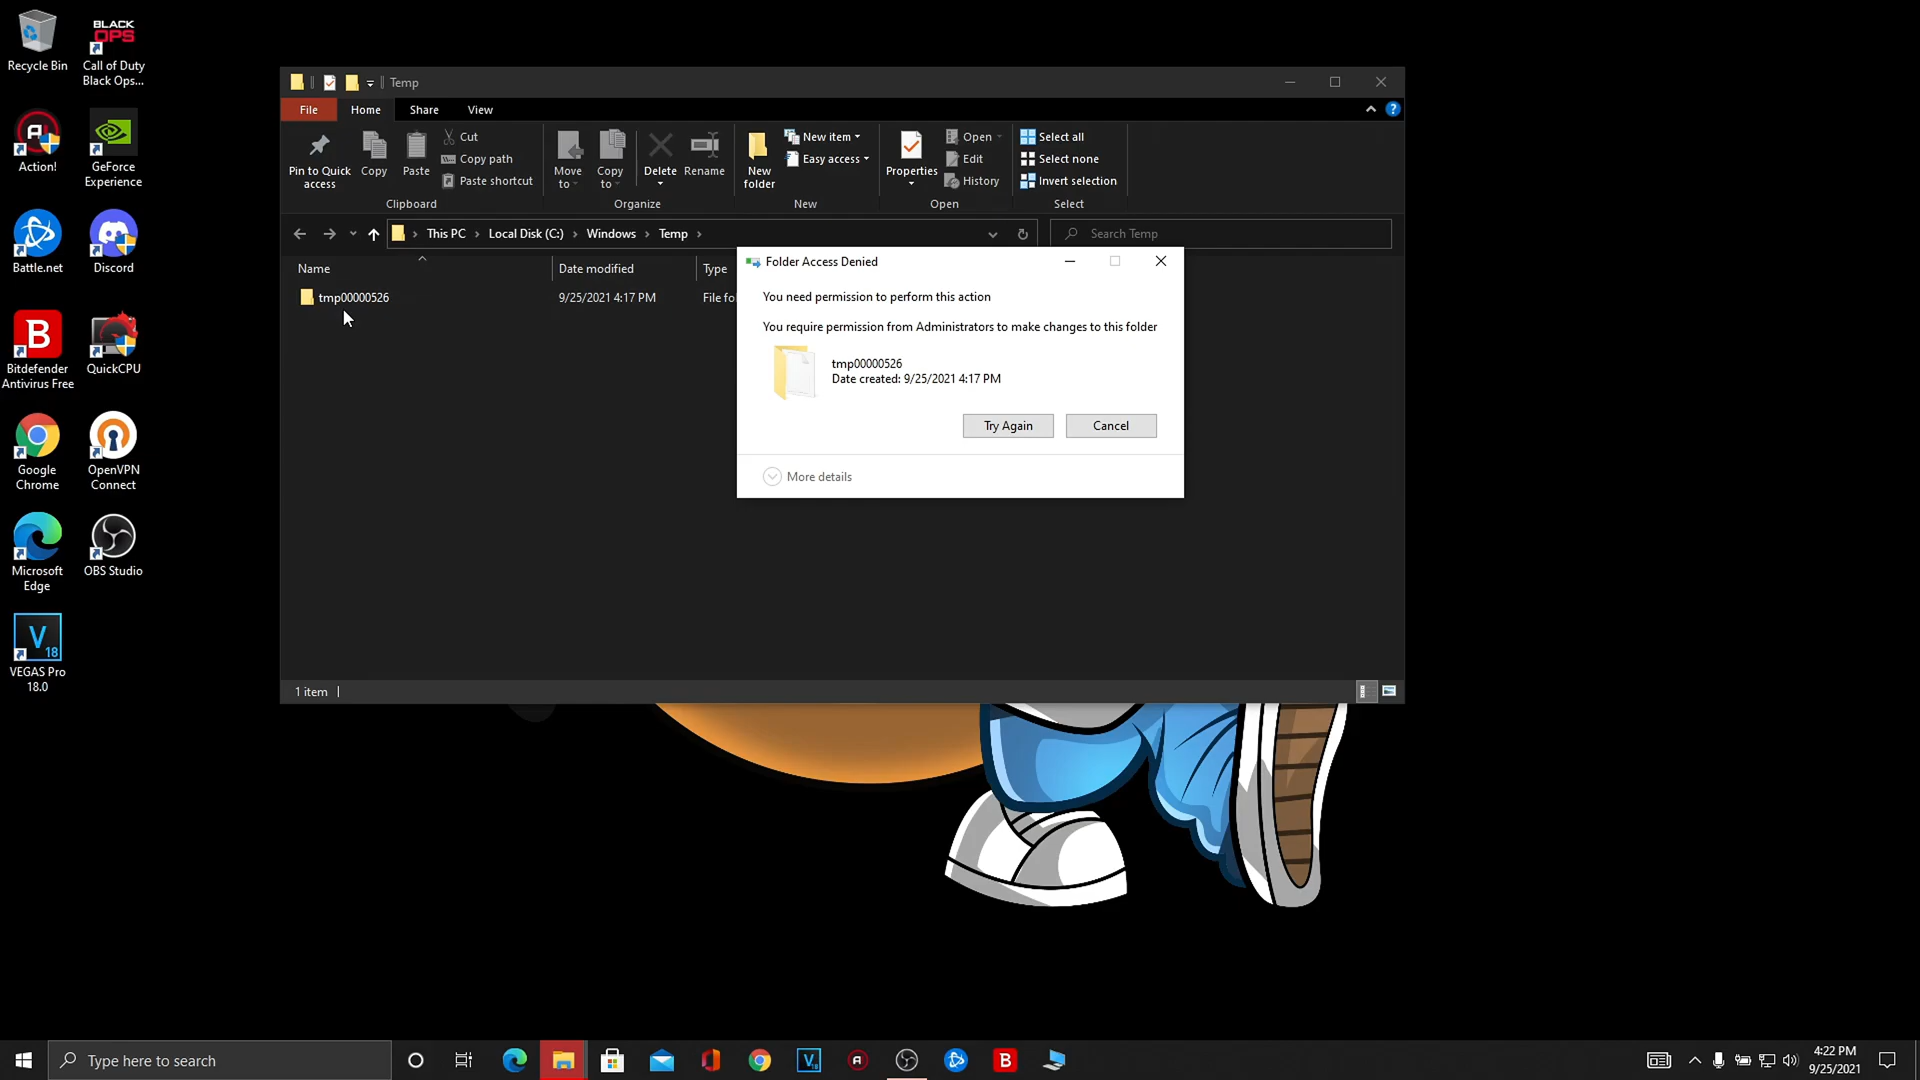 Recycle Bin
BLACK
OPS
Call of Duty
Black Ops...
Action!
GeForce
Experience
Battle.net
Discord
B
Bitdefender
Antivirus Free
QuickCPU
Google
Chrome
OpenVPN
Connect
Microsoft
Edge
OBS Studio
V
18
VEGAS Pro
18.0
Temp
File
Home
Share
View
?
Pin to Quick
access
Copy
Paste
Cut
Copy path
Paste shortcut
Clipboard
Move
to
Copy
to
Delete
Rename
Organize
New
folder
New item
Easy access
New
Properties
Open
Edit
History
Open
Select all
Select none
Invert selection
Select
This PC
Local Disk (C:)
Windows
Temp
Search Temp
Name
Date modified
Type
tmp00000526
9/25/2021 4:17 PM
File fo
Folder Access Denied
You need permission to perform this action
You require permission from Administrators to make changes to this folder
tmp00000526
Date created: 9/25/2021 4:17 PM
Try Again
Cancel
More details
1 item
Type here to search
V
B
4:22 PM
9/25/2021